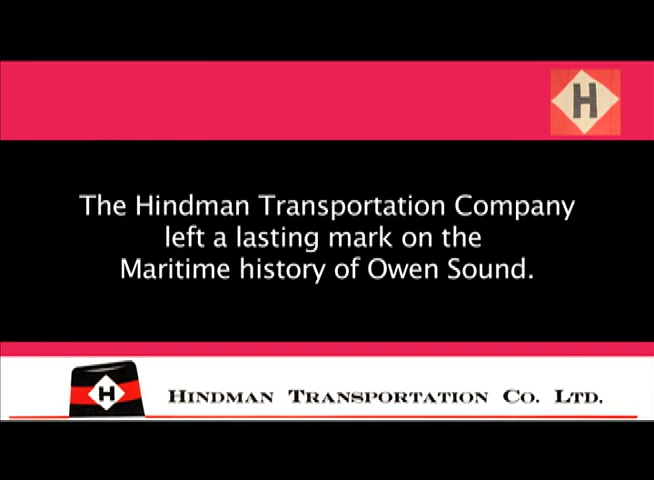 H
The Hindman Transportation Company
left a lasting mark on the
Maritime history of Owen Sound.
H
HINDMAN TRANSPORTATION CO. LTD.